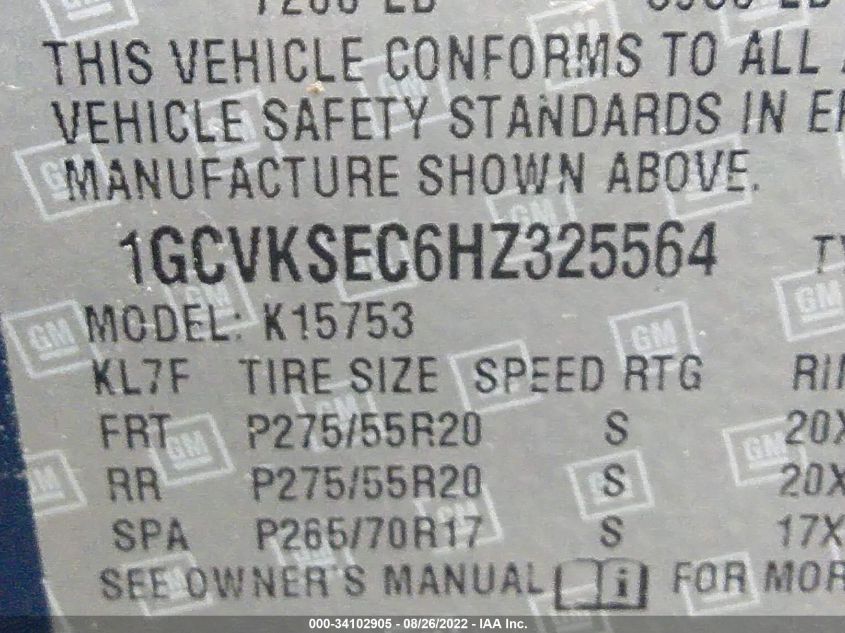 THIS VEHICLE CONFORMS TO ALL
VEHICLE SAFETY STANDARDS IN
MANUFACTURE SHOWN ABOVE.
1GCVKSEC6HZ325564
MODEL: K15753
KL7F TIRE SIZE SPEED RTG
FRT P275/55R20 S 20X
RR P275/55R20 S 20X
SPA P265/70R17 S 17X
SEE OWNER'S MANUAL i FOR MOR
000-34102905 - 08/26/2022 - IAA Inc.